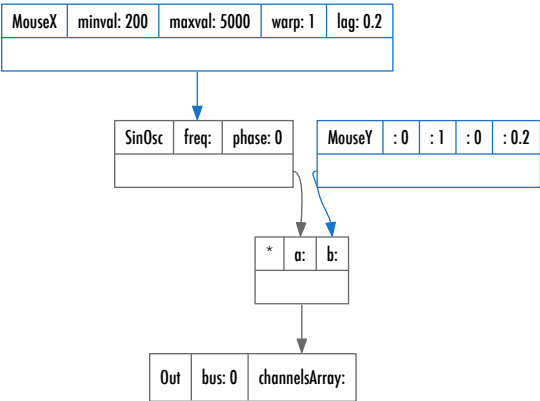 MouseX minval: 200 maxval: 5000 warp: 1 lag: 0.2
SinOsc freq: phase: 0
MouseY : 0 : 1 : 0 : 0.2
* a: b:
Out bus: 0 channelsArray: